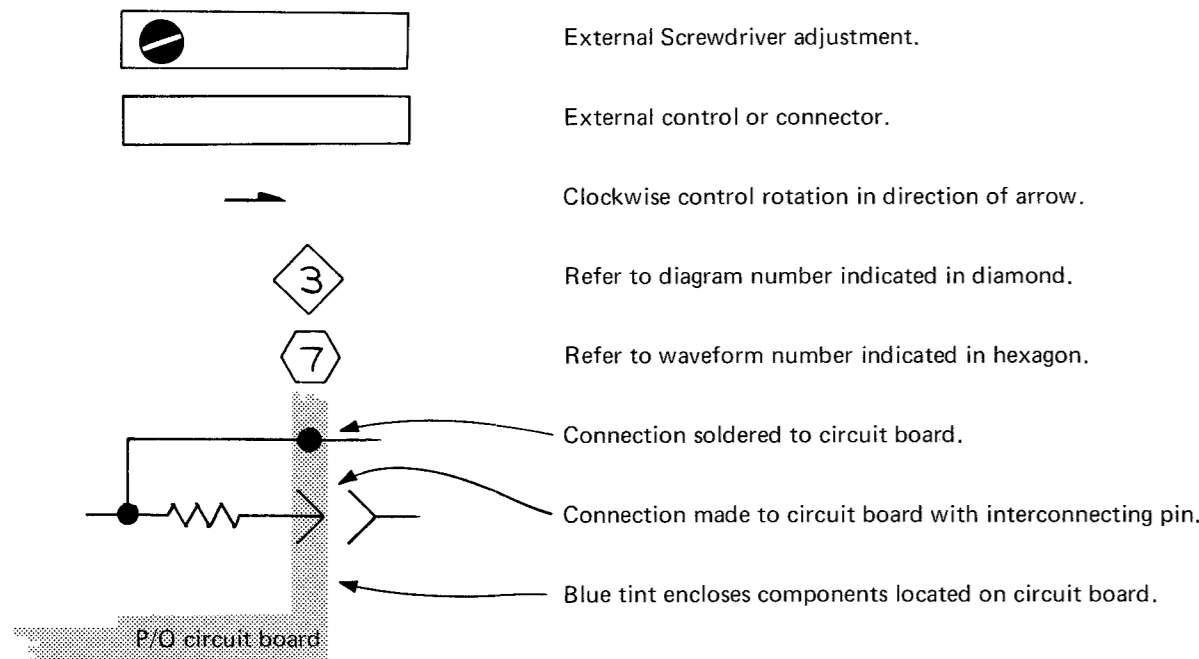 External Screwdriver adjustment.
External control or connector.
Clockwise control rotation in direction of arrow.
3
Refer to diagram number indicated in diamond.
7
Refer to waveform number indicated in hexagon.
Connection soldered to circuit board.
Connection made to circuit board with interconnecting pin.
Blue tint encloses components located on circuit board.
P/O circuit board